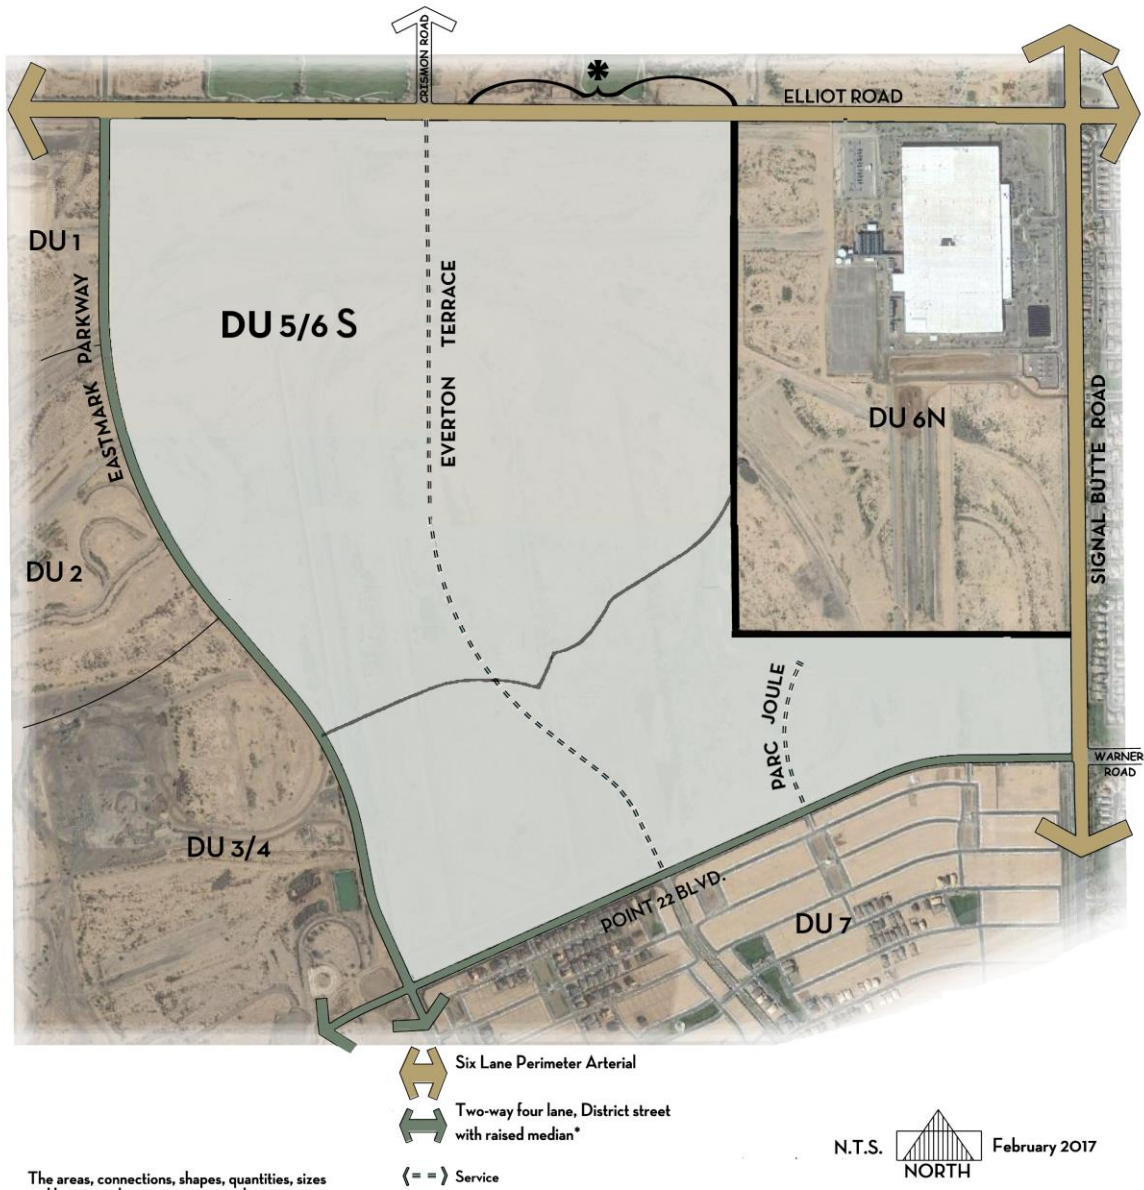 CRISMON ROAD
*
ELLIOT ROAD
DU 1
EASTMARK PARKWAY
DU 5/6 S
EVERTON TERRACE
DU 6N
SIGNAL BUTTE ROAD
DU 2
PARC JOULE
WARNER
ROAD
DU 3/4
POINT 22 BLVD.
DU 7
Six Lane Perimeter Arterial
Two-way four lane, District street
with raised median*
Service
N.T.S.
NORTH
February 2017
The areas, connections, shapes, quantities, sizes